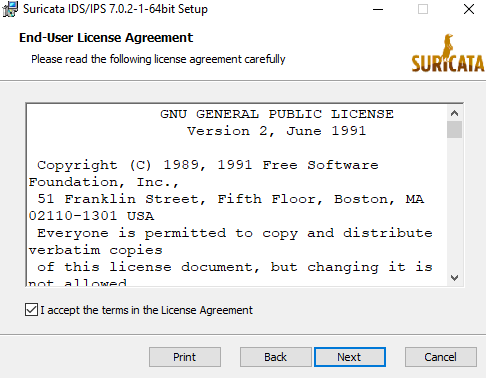 Suricata IDS/IPS 7.0.2-1-64bit Setup
End-User License Agreement
Please read the following license agreement carefully
SURICATA
GNU GENERAL PUBLIC LICENSE
Version 2, June 1991
Copyright (C) 1989, 1991 Free Software
Foundation, Inc.,
51 Franklin Street, Fifth Floor, Boston, MA
02110-1301 USA
Everyone is permitted to copy and distribute
verbatim copies
of this license document, but changing it is
not allowed
I accept the terms in the License Agreement
Print Back Next Cancel